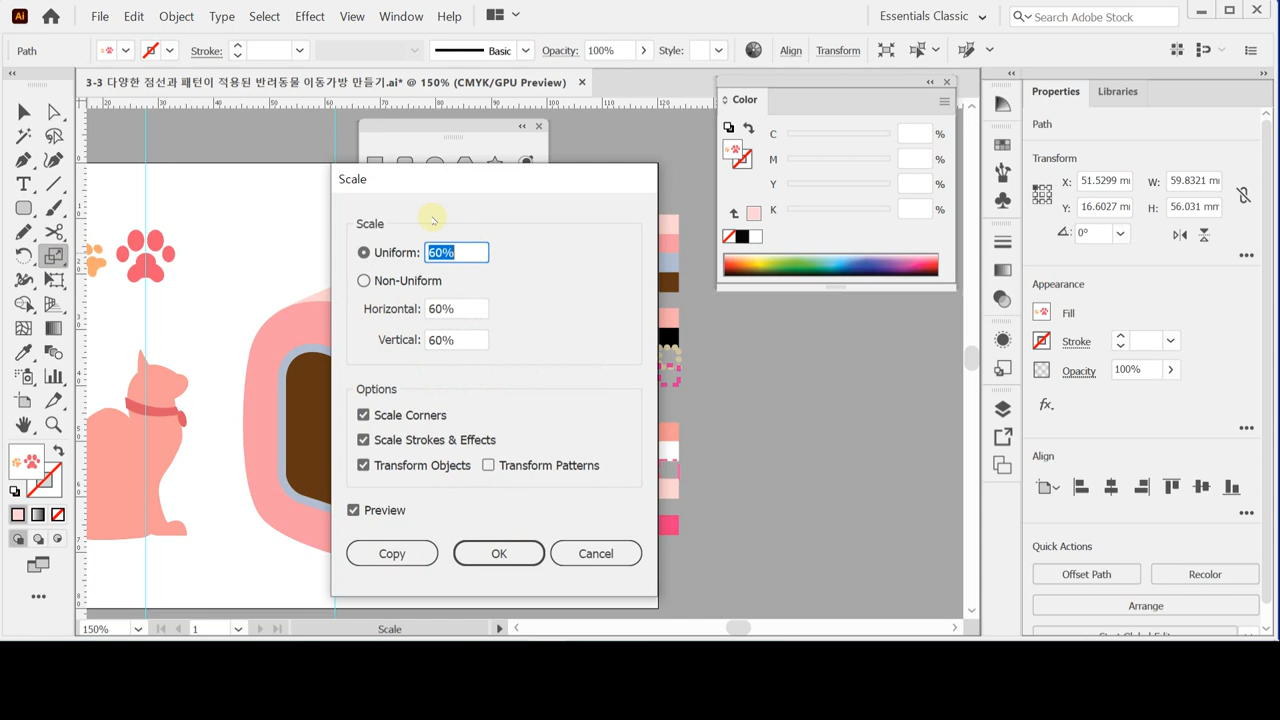 Ai File Edit Object Type Select Effect View Window Help Essentials Classic Search Adobe Stock
Path Stroke: Basic Opacity: 100% Style: Align Transform
3-3 다양한 점선과 패턴이 적용된 반려동물 이동가방 만들기.ai* @ 150% (CMYK/GPU Preview)
Color
C %
M %
Y %
K %
Properties Libraries
Path
Transform
X: 51.5299 mm W: 59.8321 mm
Y: 16.6027 mm H: 56.031 mm
0°
Appearance
Fill
Stroke
Opacity 100%
fx
Align
Quick Actions
Offset Path Recolor
Arrange
Scale
Scale
Uniform: 60%
Non-Uniform
Horizontal: 60%
Vertical: 60%
Options
Scale Corners
Scale Strokes & Effects
Transform Objects Transform Patterns
Preview
Copy OK Cancel
150% 1 Scale